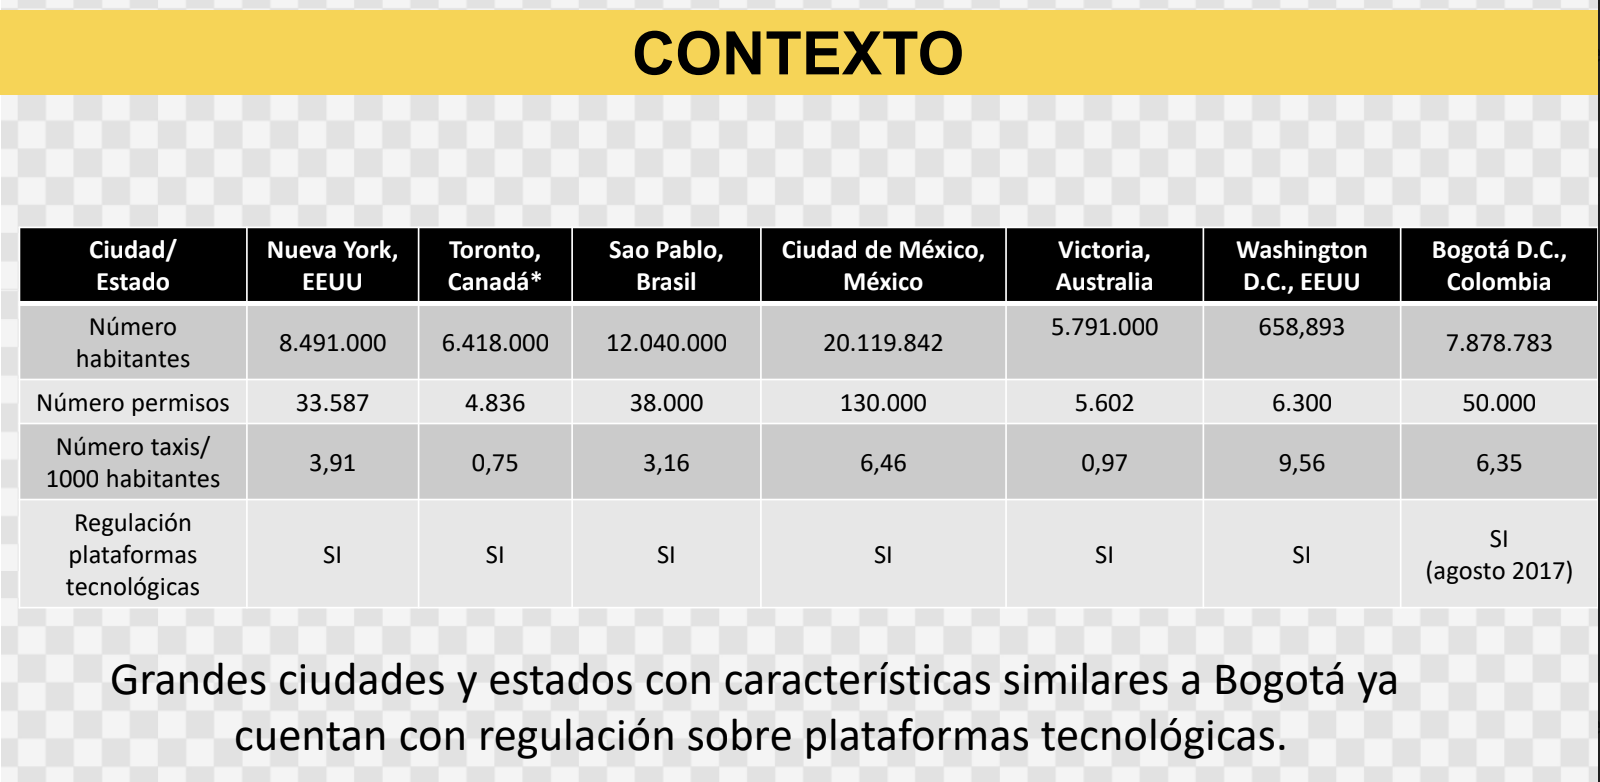 CONTEXTO
Ciudad/
Estado
Nueva York,
EEUU
Toronto,
Canadá*
Sao Pablo,
Brasil
Ciudad de México,
México
Victoria,
Australia
Washington
D.C., EEUU
Bogotá D.C.,
Colombia
Número
habitantes
8.491.000
6.418.000
12.040.000
20.119.842
5.791.000
658,893
7.878.783
Número permisos
33.587
4.836
38.000
130.000
5.602
6.300
50.000
Número taxis/
1000 habitantes
3,91
0,75
3,16
6,46
0,97
9,56
6,35
Regulación
plataformas
tecnológicas
SI
SI
SI
SI
SI
SI
SI
(agosto 2017)
Grandes ciudades y estados con características similares a Bogotá ya
cuentan con regulación sobre plataformas tecnológicas.